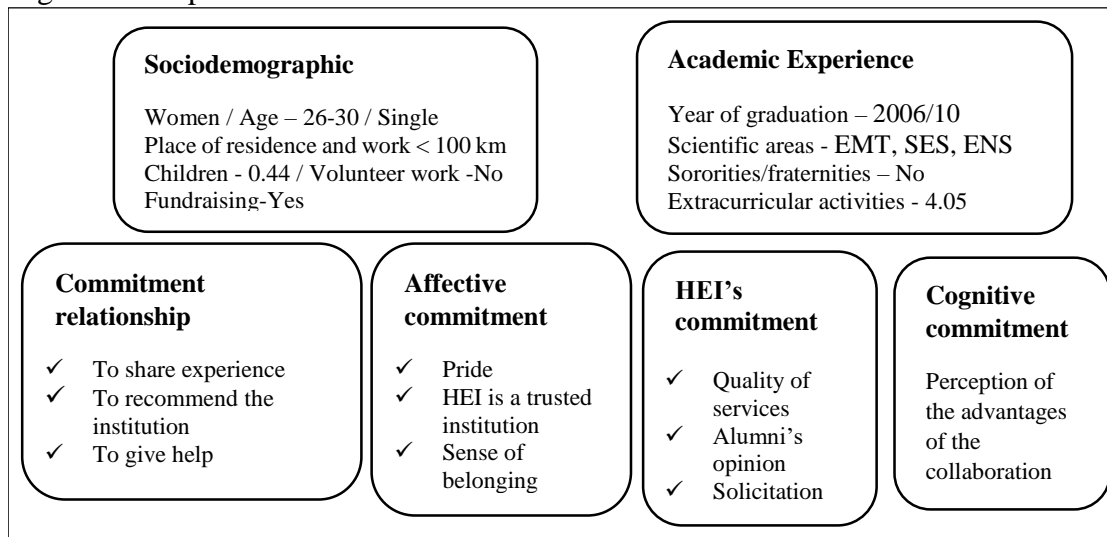 Sociodemographic
Women / Age – 26-30 / Single
Place of residence and work < 100 km
Children - 0.44 / Volunteer work -No
Fundraising-Yes
Academic Experience
Year of graduation – 2006/10
Scientific areas - EMT, SES, ENS
Sororities/fraternities – No
Extracurricular activities - 4.05
Commitment
relationship
✓ To share experience
✓ To recommend the
institution
✓ To give help
Affective
commitment
✓ Pride
✓ HEI is a trusted
institution
✓ Sense of
belonging
HEI’s
commitment
✓ Quality of
services
✓ Alumni’s
opinion
✓ Solicitation
Cognitive
commitment
Perception of
the advantages
of the
collaboration